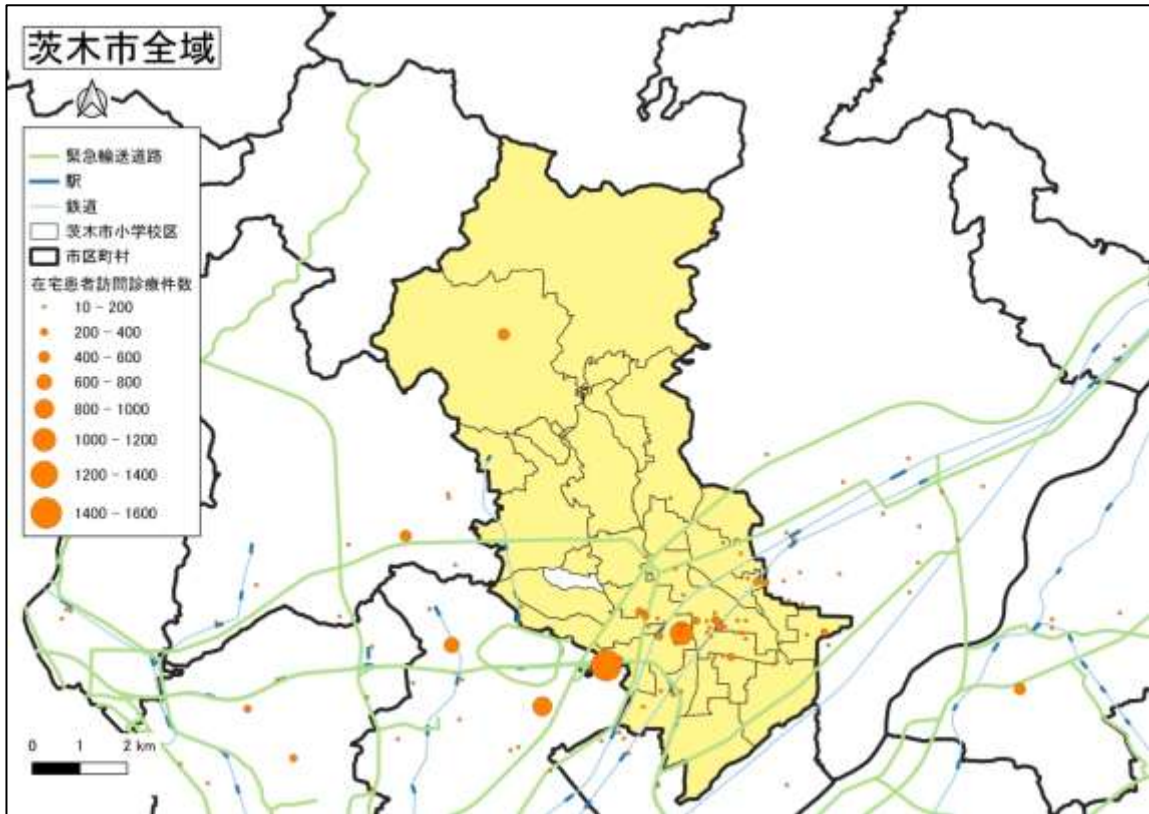 茨木市全域
緊急輸送道路
駅
鉄道
茨木市小学校区
市区町村
在宅患者訪問診療件数
10 - 200
200 - 400
400 - 600
600 - 800
800 - 1000
1000 - 1200
1200 - 1400
1400 - 1600
0 1 2 km